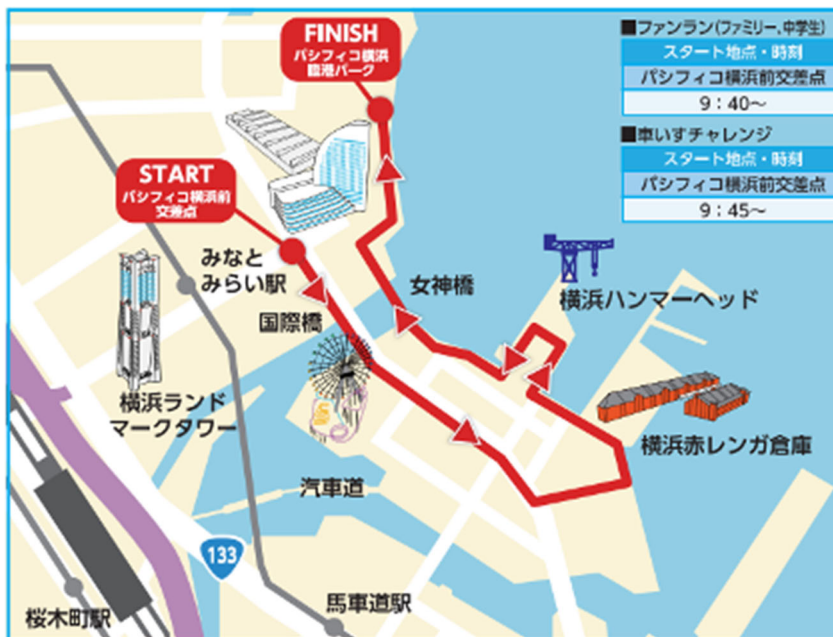 FINISH
パシフィコ横浜
臨港パーク
■ファンラン(ファミリー、中学生)
スタート地点・時刻
パシフィコ横浜前交差点
9：40～
■車いすチャレンジ
スタート地点・時刻
パシフィコ横浜前交差点
9：45～
START
パシフィコ横浜前
交差点
みなと
みらい駅
女神橋
横浜ハンマーヘッド
国際橋
横浜ランド
マークタワー
横浜赤レンガ倉庫
汽車道
133
馬車道駅
桜木町駅